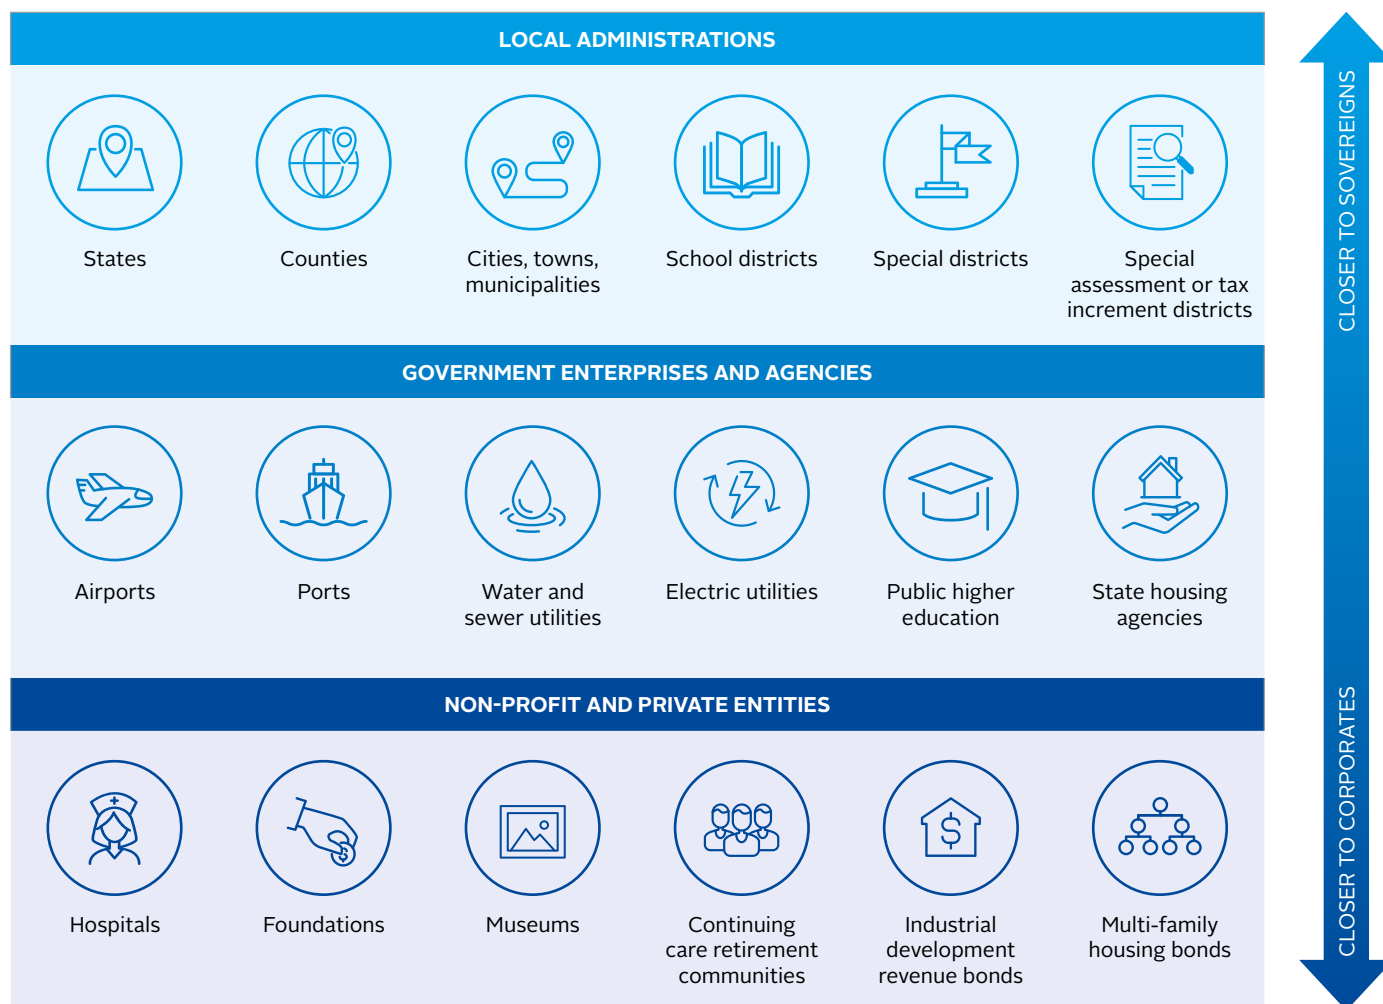 LOCAL ADMINISTRATIONS
States
Counties
Cities, towns,
municipalities
School districts
Special districts
Special
assessment or tax
increment districts
GOVERNMENT ENTERPRISES AND AGENCIES
Airports
Ports
Water and
sewer utilities
Electric utilities
Public higher
education
State housing
agencies
NON-PROFIT AND PRIVATE ENTITIES
Hospitals
Foundations
Museums
Continuing
care retirement
communities
Industrial
development
revenue bonds
Multi-family
housing bonds
CLOSER TO SOVEREIGNS
CLOSER TO CORPORATES